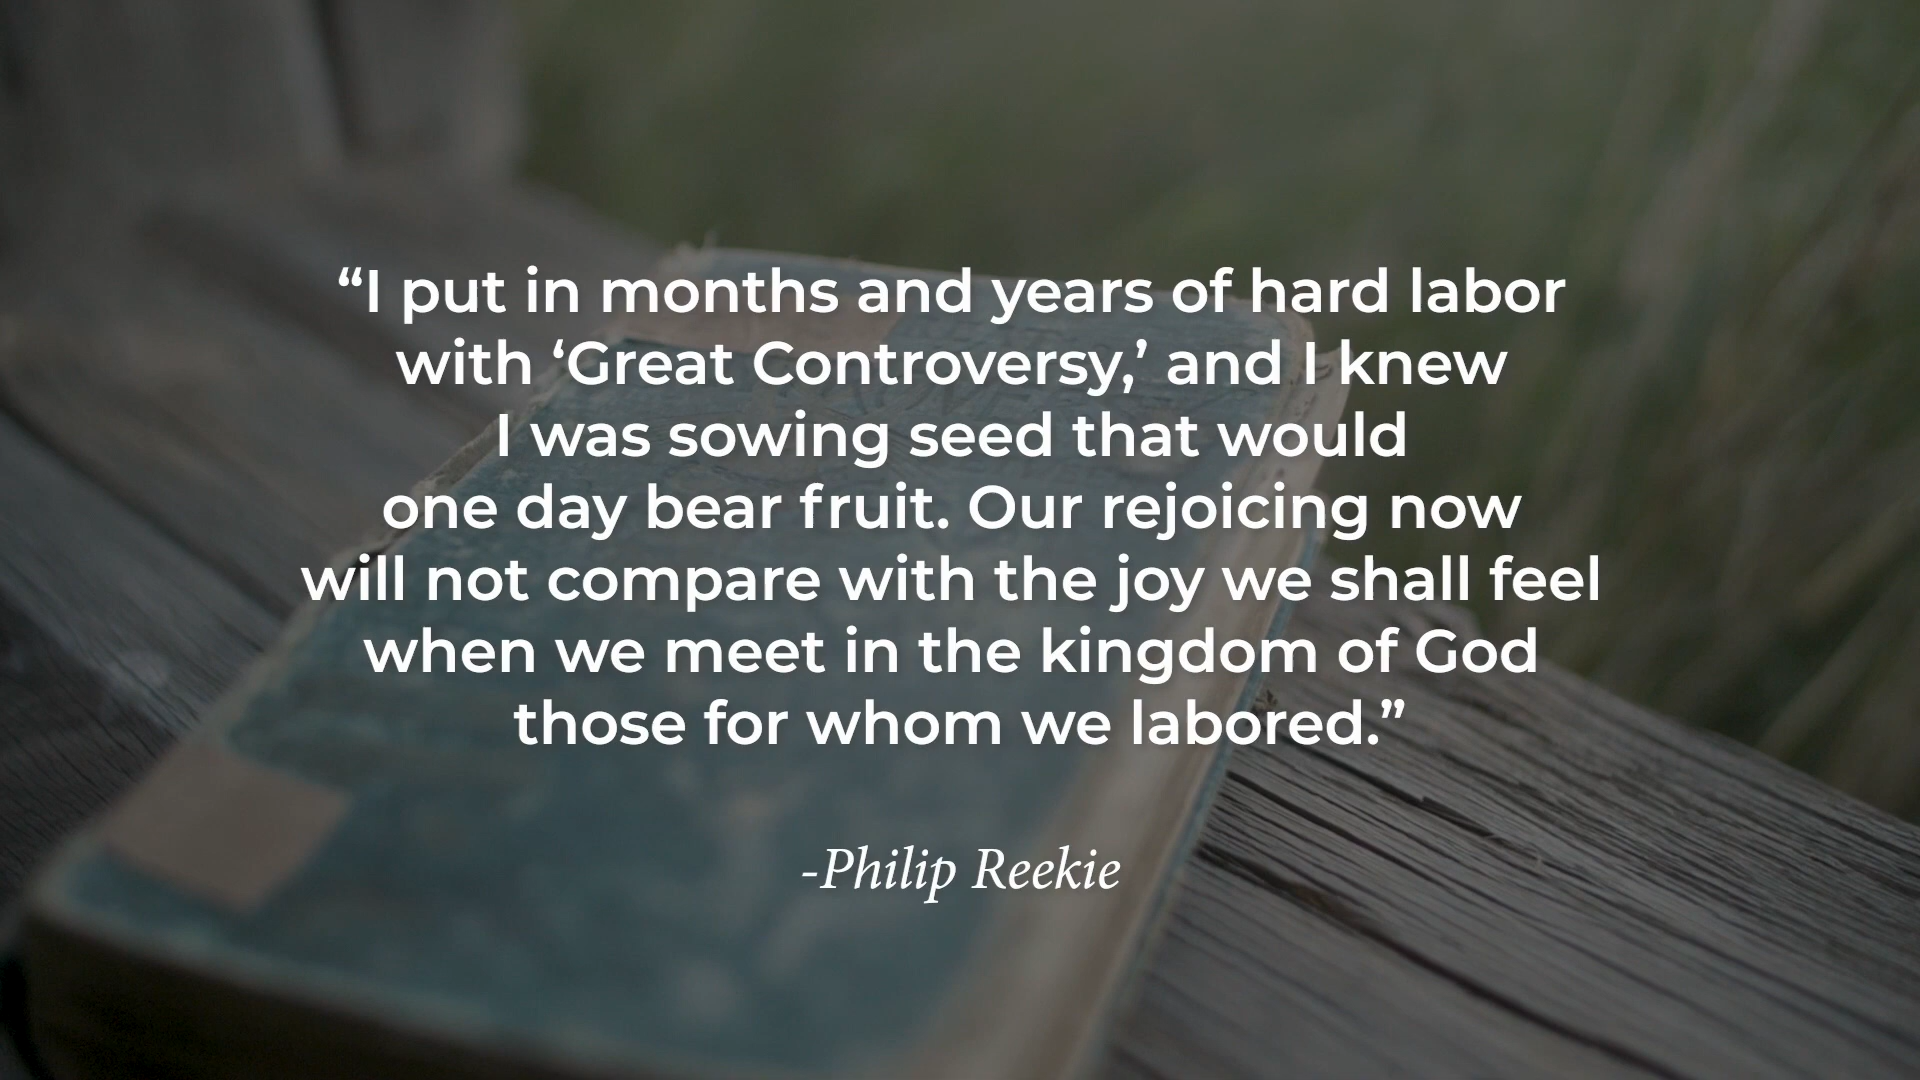 “I put in months and years of hard labor
with ‘Great Controversy,’ and I knew
I was sowing seed that would
one day bear fruit. Our rejoicing now
will not compare with the joy we shall feel
when we meet in the kingdom of God
those for whom we labored.”
-Philip Reekie